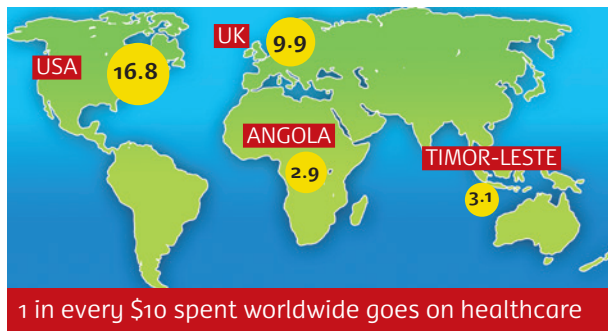 UK
9.9
USA
16.8
ANGOLA
2.9
TIMOR-LESTE
3.1
1 in every $10 spent worldwide goes on healthcare